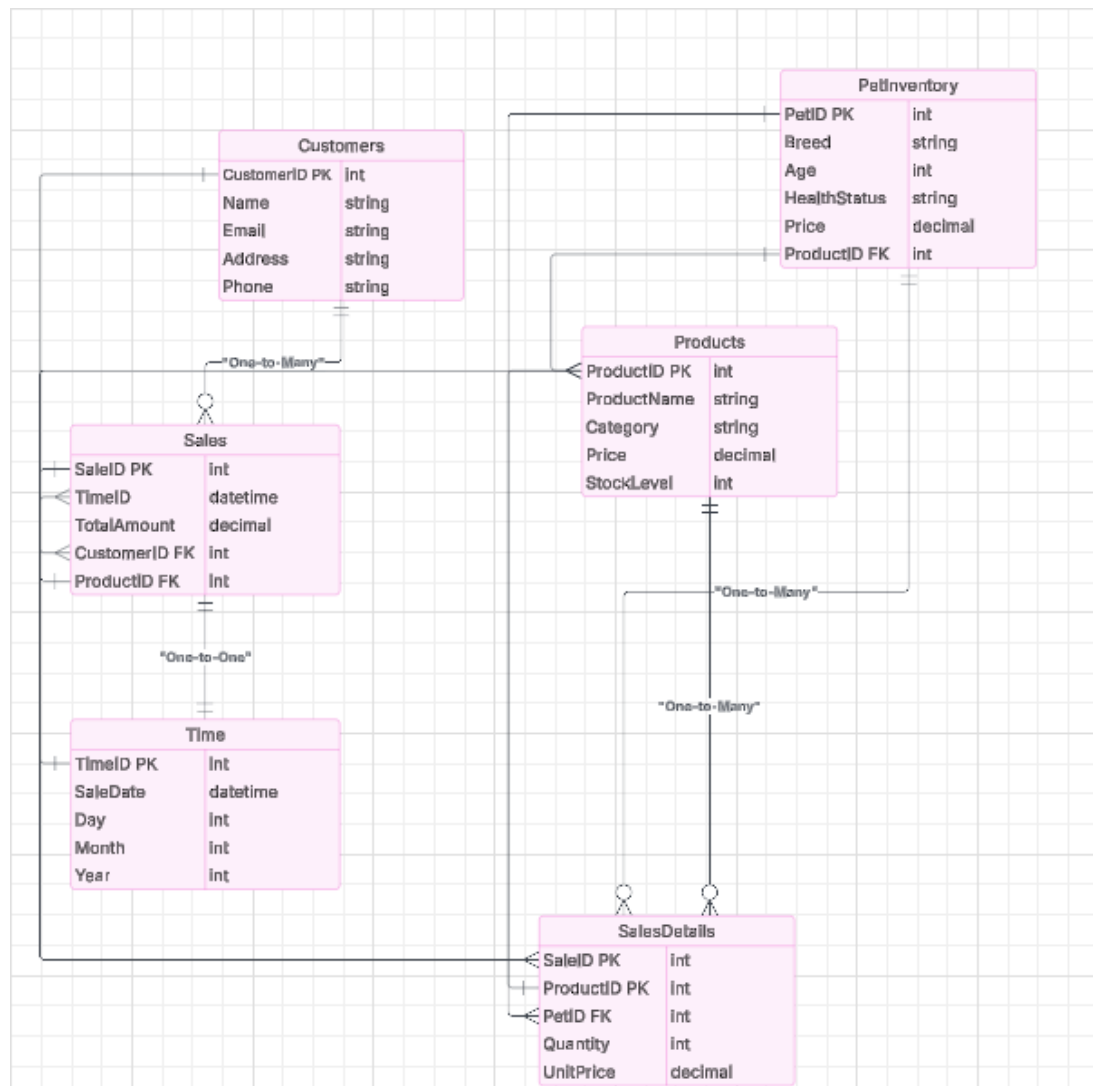 PetInventory
PetID PK int
Breed string
Age int
HealthStatus string
Price decimal
ProductID FK int
Customers
CustomerID PK int
Name string
Email string
Address string
Phone string
"One-to-Many"
Products
ProductID PK int
ProductName string
Category string
Price decimal
StockLevel int
Sales
SaleID PK int
TimeID datetime
TotalAmount decimal
CustomerID FK int
ProductID FK int
"One-to-Many"
"One-to-One"
"One-to-Many"
Time
TimeID PK int
SaleDate datetime
Day int
Month int
Year int
SalesDetails
SaleID PK int
ProductID PK int
PetID FK int
Quantity int
UnitPrice decimal